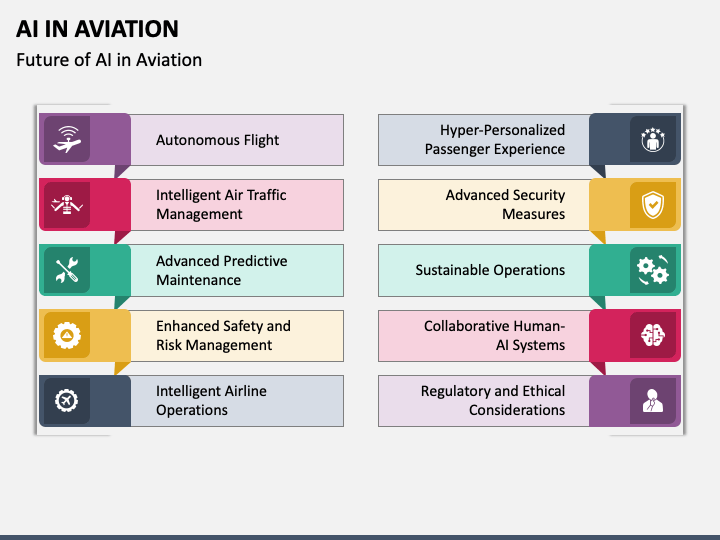 AI IN AVIATION
Future of AI in Aviation
Autonomous Flight
Intelligent Air Traffic
Management
Advanced Predictive
Maintenance
Enhanced Safety and
Risk Management
Intelligent Airline
Operations
Hyper-Personalized
Passenger Experience
Advanced Security
Measures
Sustainable Operations
Collaborative Human-
AI Systems
Regulatory and Ethical
Considerations